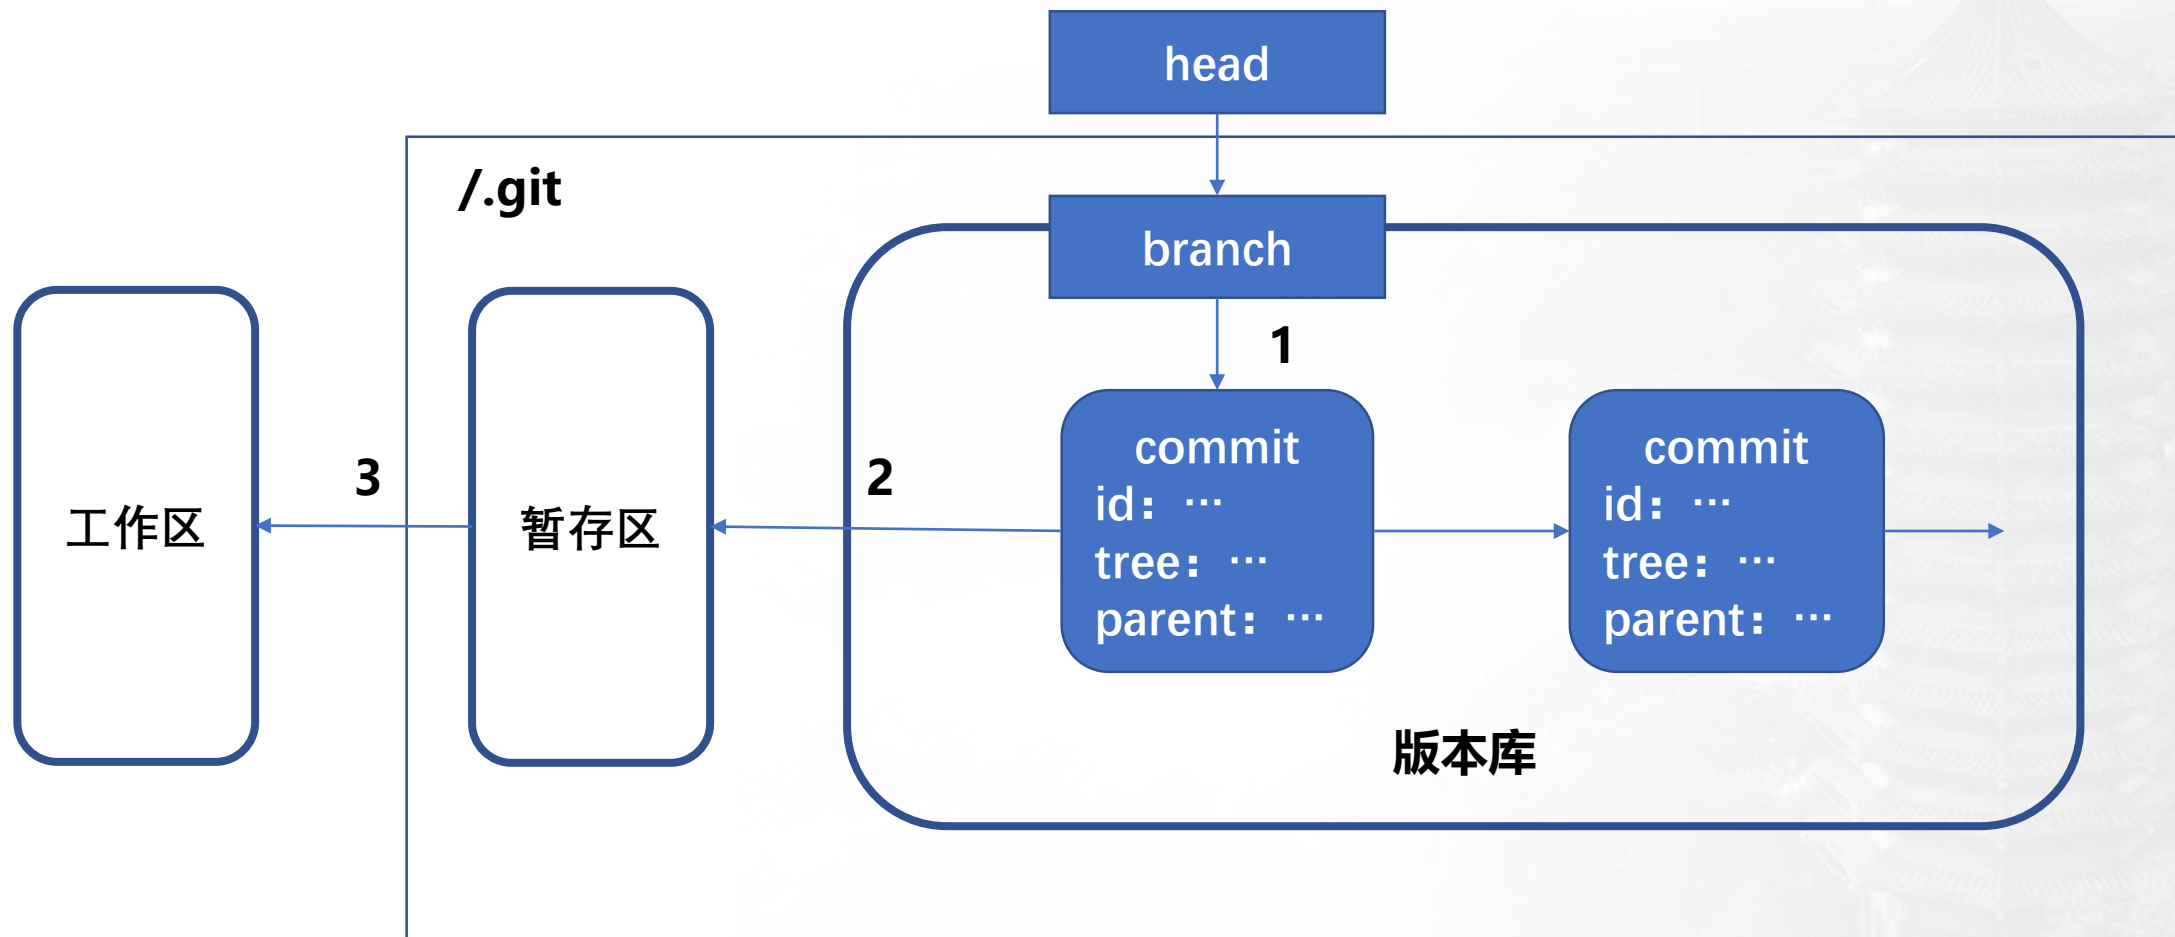 head
/.git
branch
1
工作区
3
暂存区
2
commit
id：…
tree：…
parent：…
commit
id：…
tree：…
parent：…
版本库